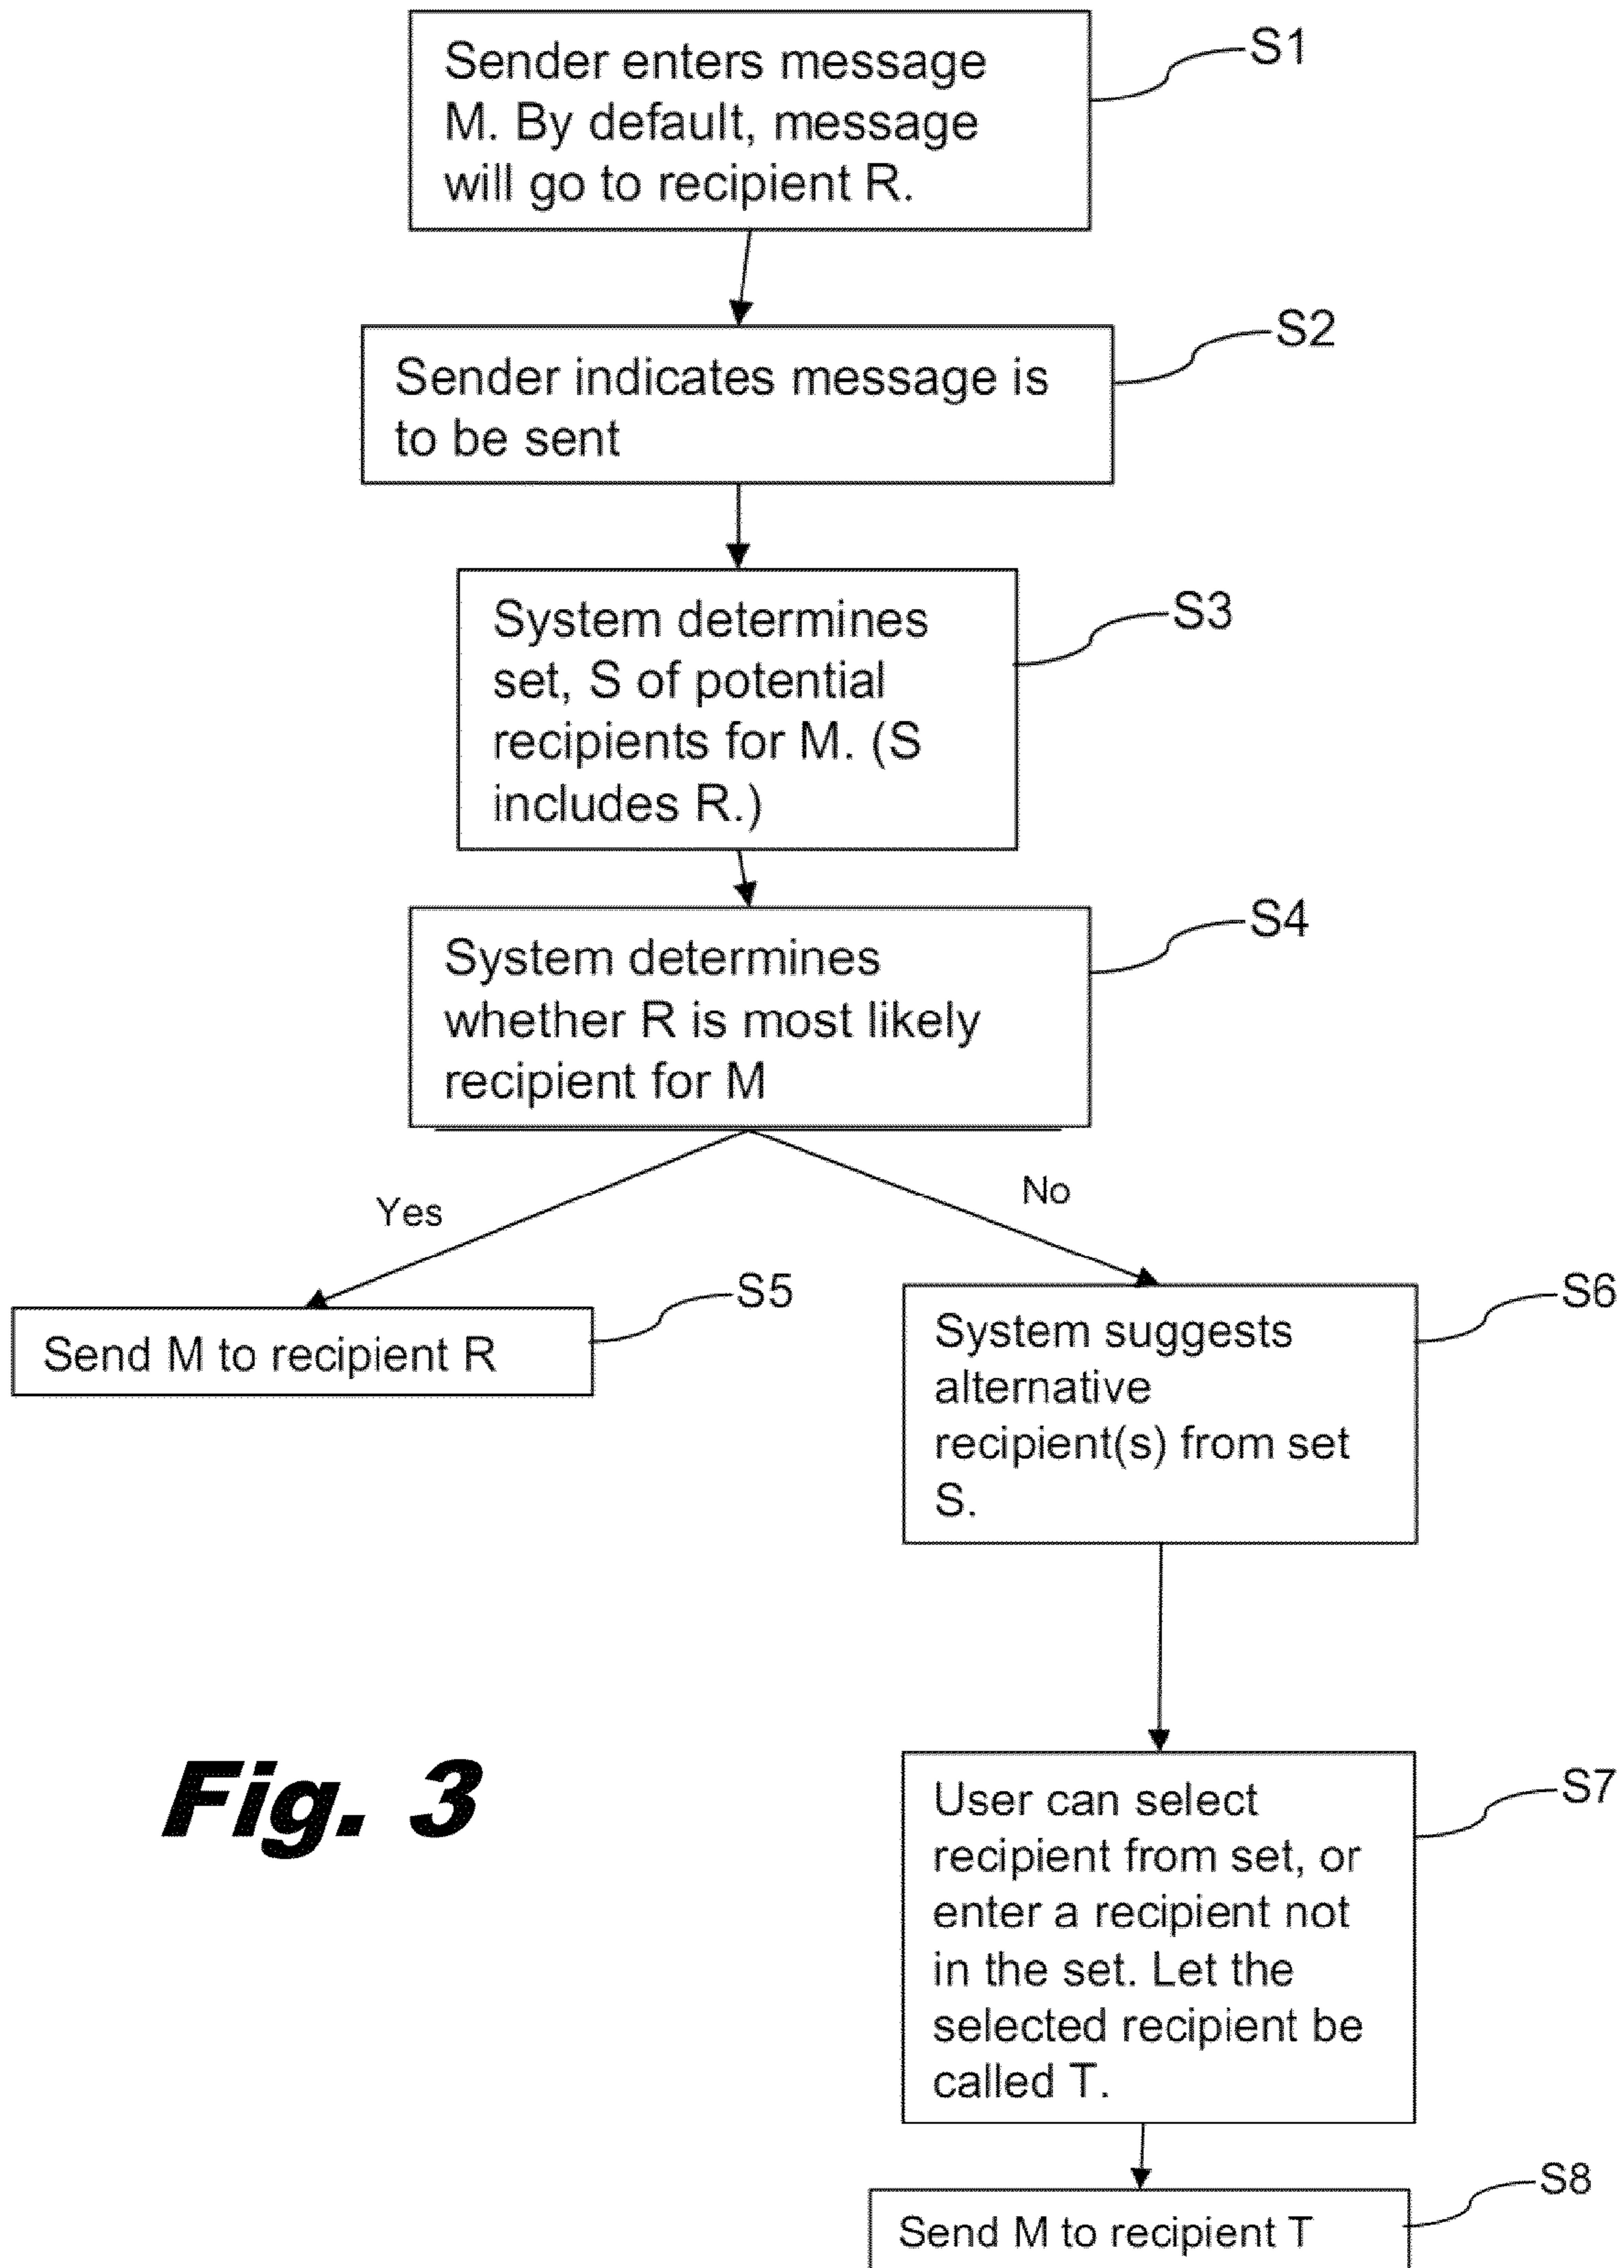 Sender enters message
M. By default, message
will go to recipient R.
S1
Sender indicates message is
to be sent
S2
System determines
set, S of potential
recipients for M. (S
includes R.)
S3
System determines
whether R is most likely
recipient for M
S4
Yes
No
Send M to recipient R
S5
System suggests
alternative
recipient(s) from set
S.
S6
User can select
recipient from set, or
enter a recipient not
in the set. Let the
selected recipient be
called T.
S7
Fig. 3
Send M to recipient T
S8